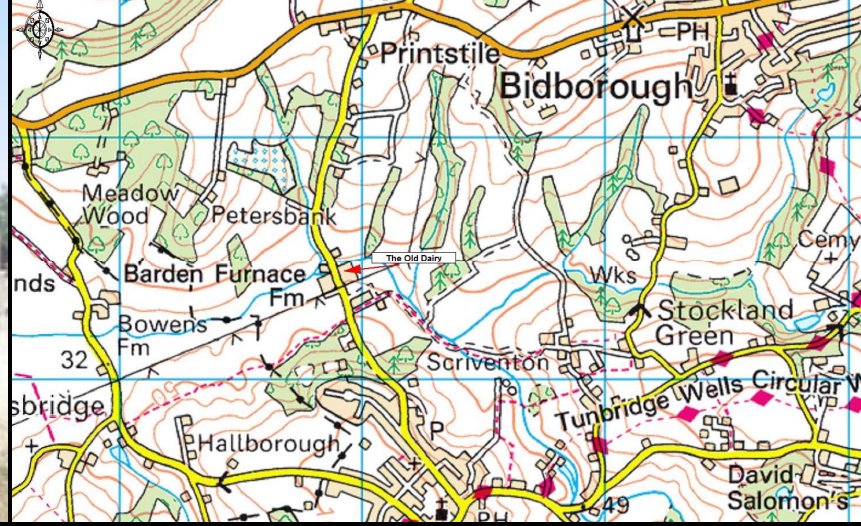 PH
Printstile
Bidborough
Meadow
Wood
Petersbank
The Old Dairy
Cemy
nds
Barden Furnace
Fm
Wks
Bowens
Fm
Stockland
Green
32
Scriventon
sbridge
Tunbridge Wells Circular W
Hallborough
P
David
Salomon's
49
PH